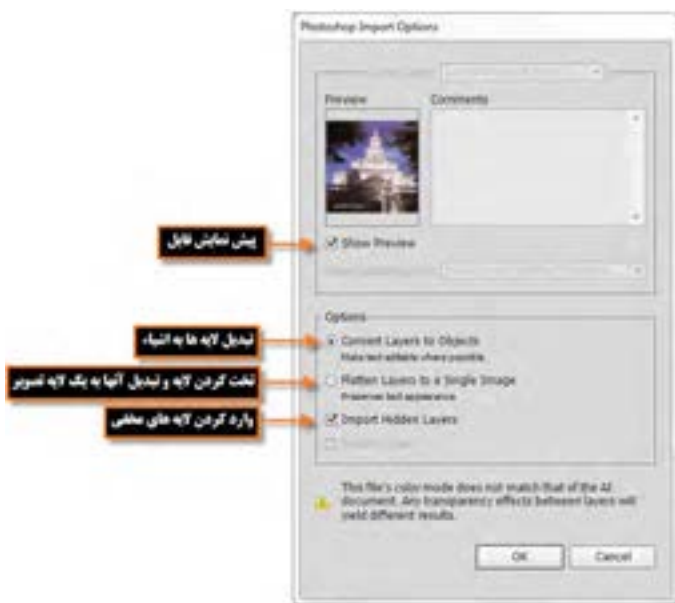 Photoshop Import Options
Preview
Comments
پیش نمایش فایل
Show Preview
Options
تبدیل لایه ها به اشیاء
Convert Layers to Objects
Make text editable where possible
تخت کردن لایه و تبدیل آنها به یک لایه تصویر
Flatten Layers to a Single Image
Preserves text appearance
وارد کردن لایه های مخفی
Import Hidden Layers
This file's color mode does not match that of the AI
document. Any transparency effects between layers will
yield different results.
OK
Cancel